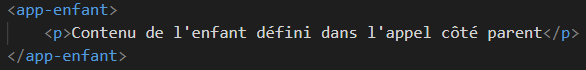 <app-enfant>
<p>Contenu de l'enfant défini dans l'appel côté parent</p>
</app-enfant>